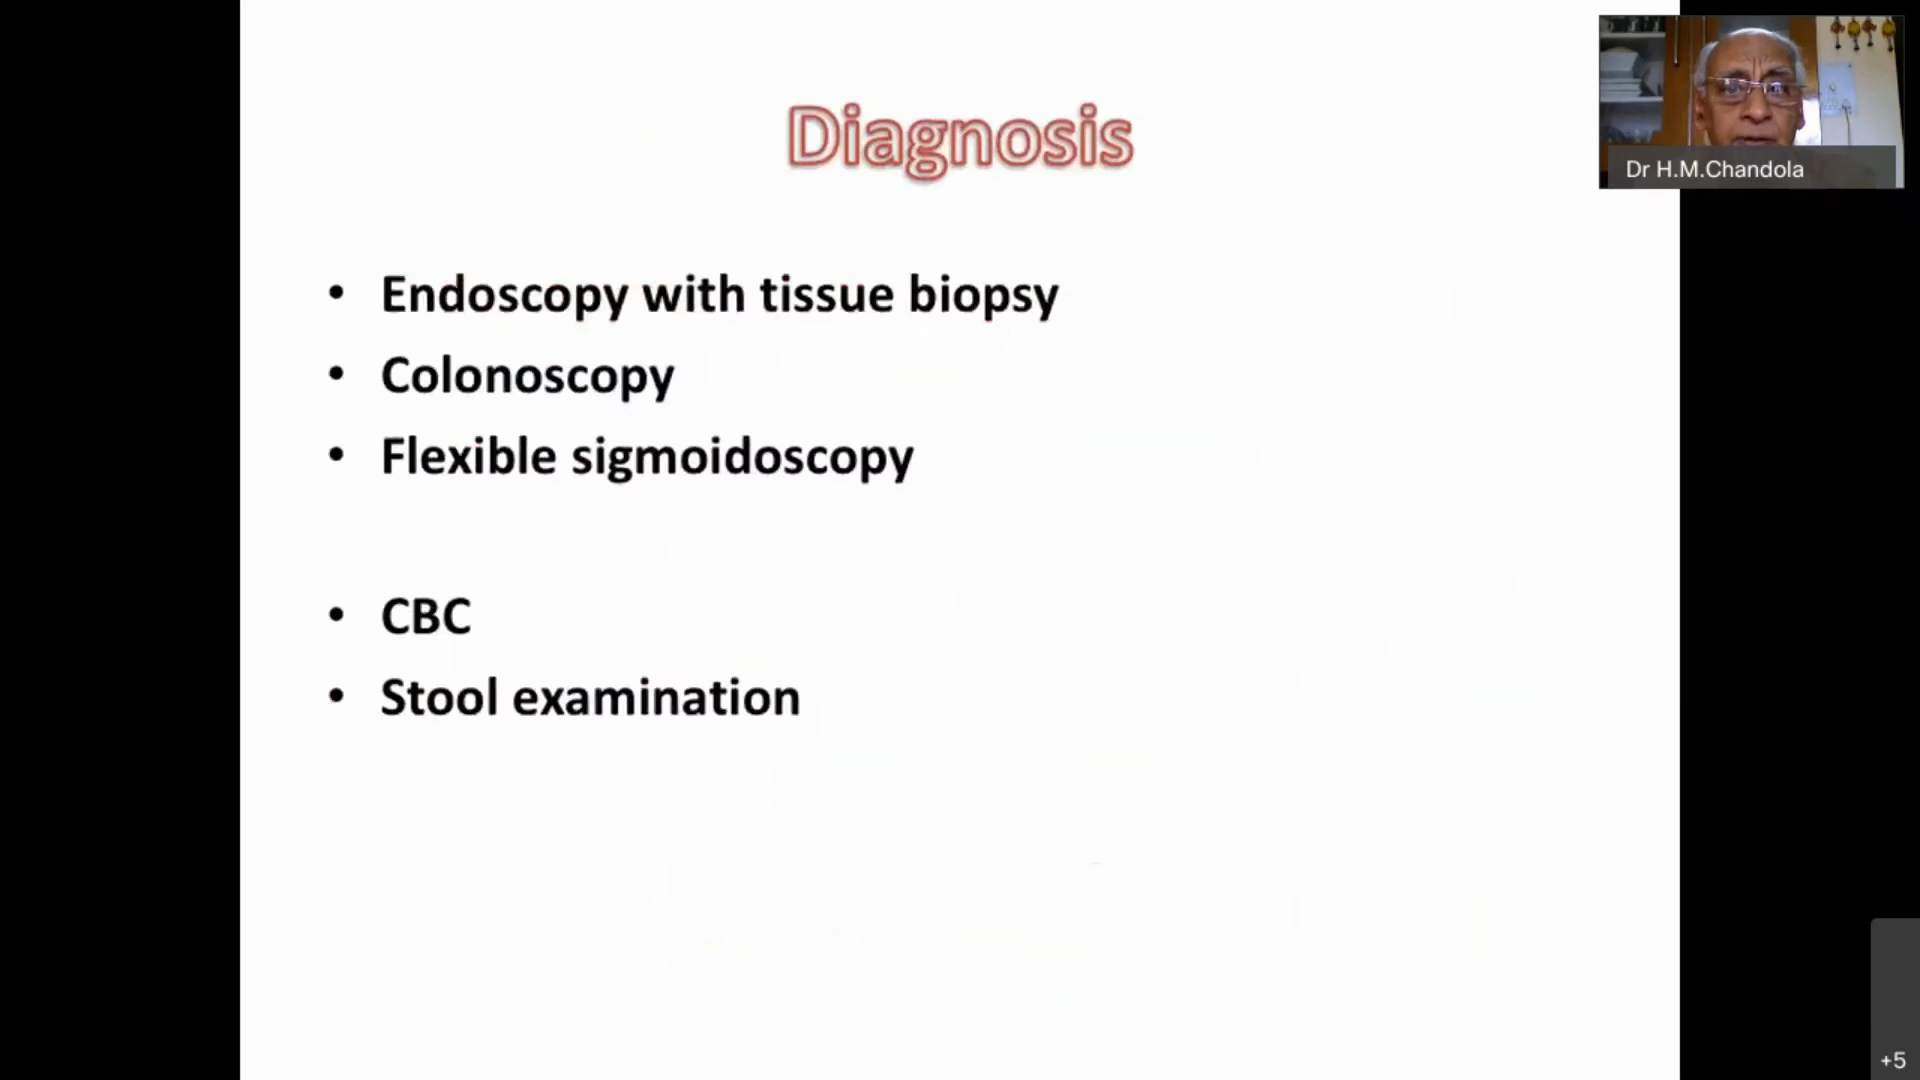 Diagnosis
Dr H.M.Chandola
• Endoscopy with tissue biopsy
• Colonoscopy
• Flexible sigmoidoscopy
• CBC
• Stool examination
+5